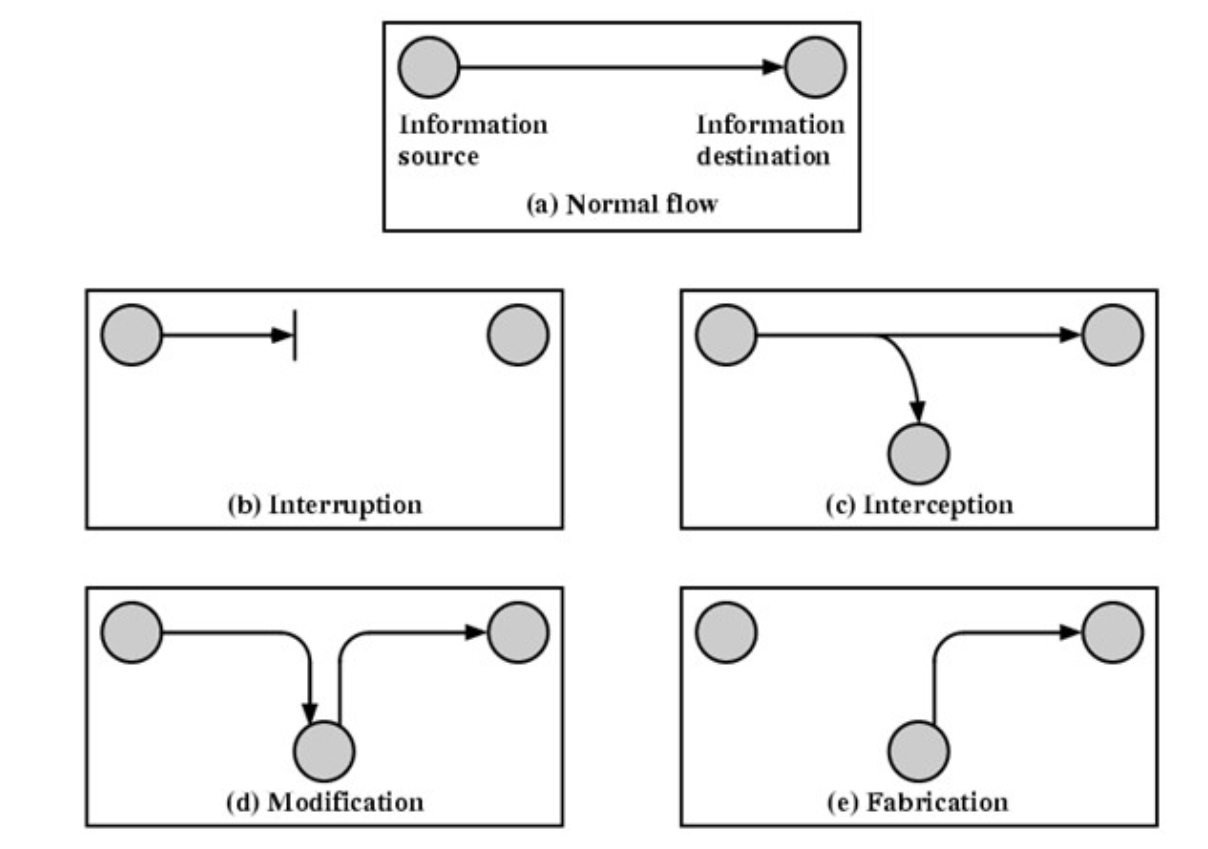 Information
source
Information
destination
(a) Normal flow
(b) Interruption
(c) Interception
(d) Modification
(e) Fabrication